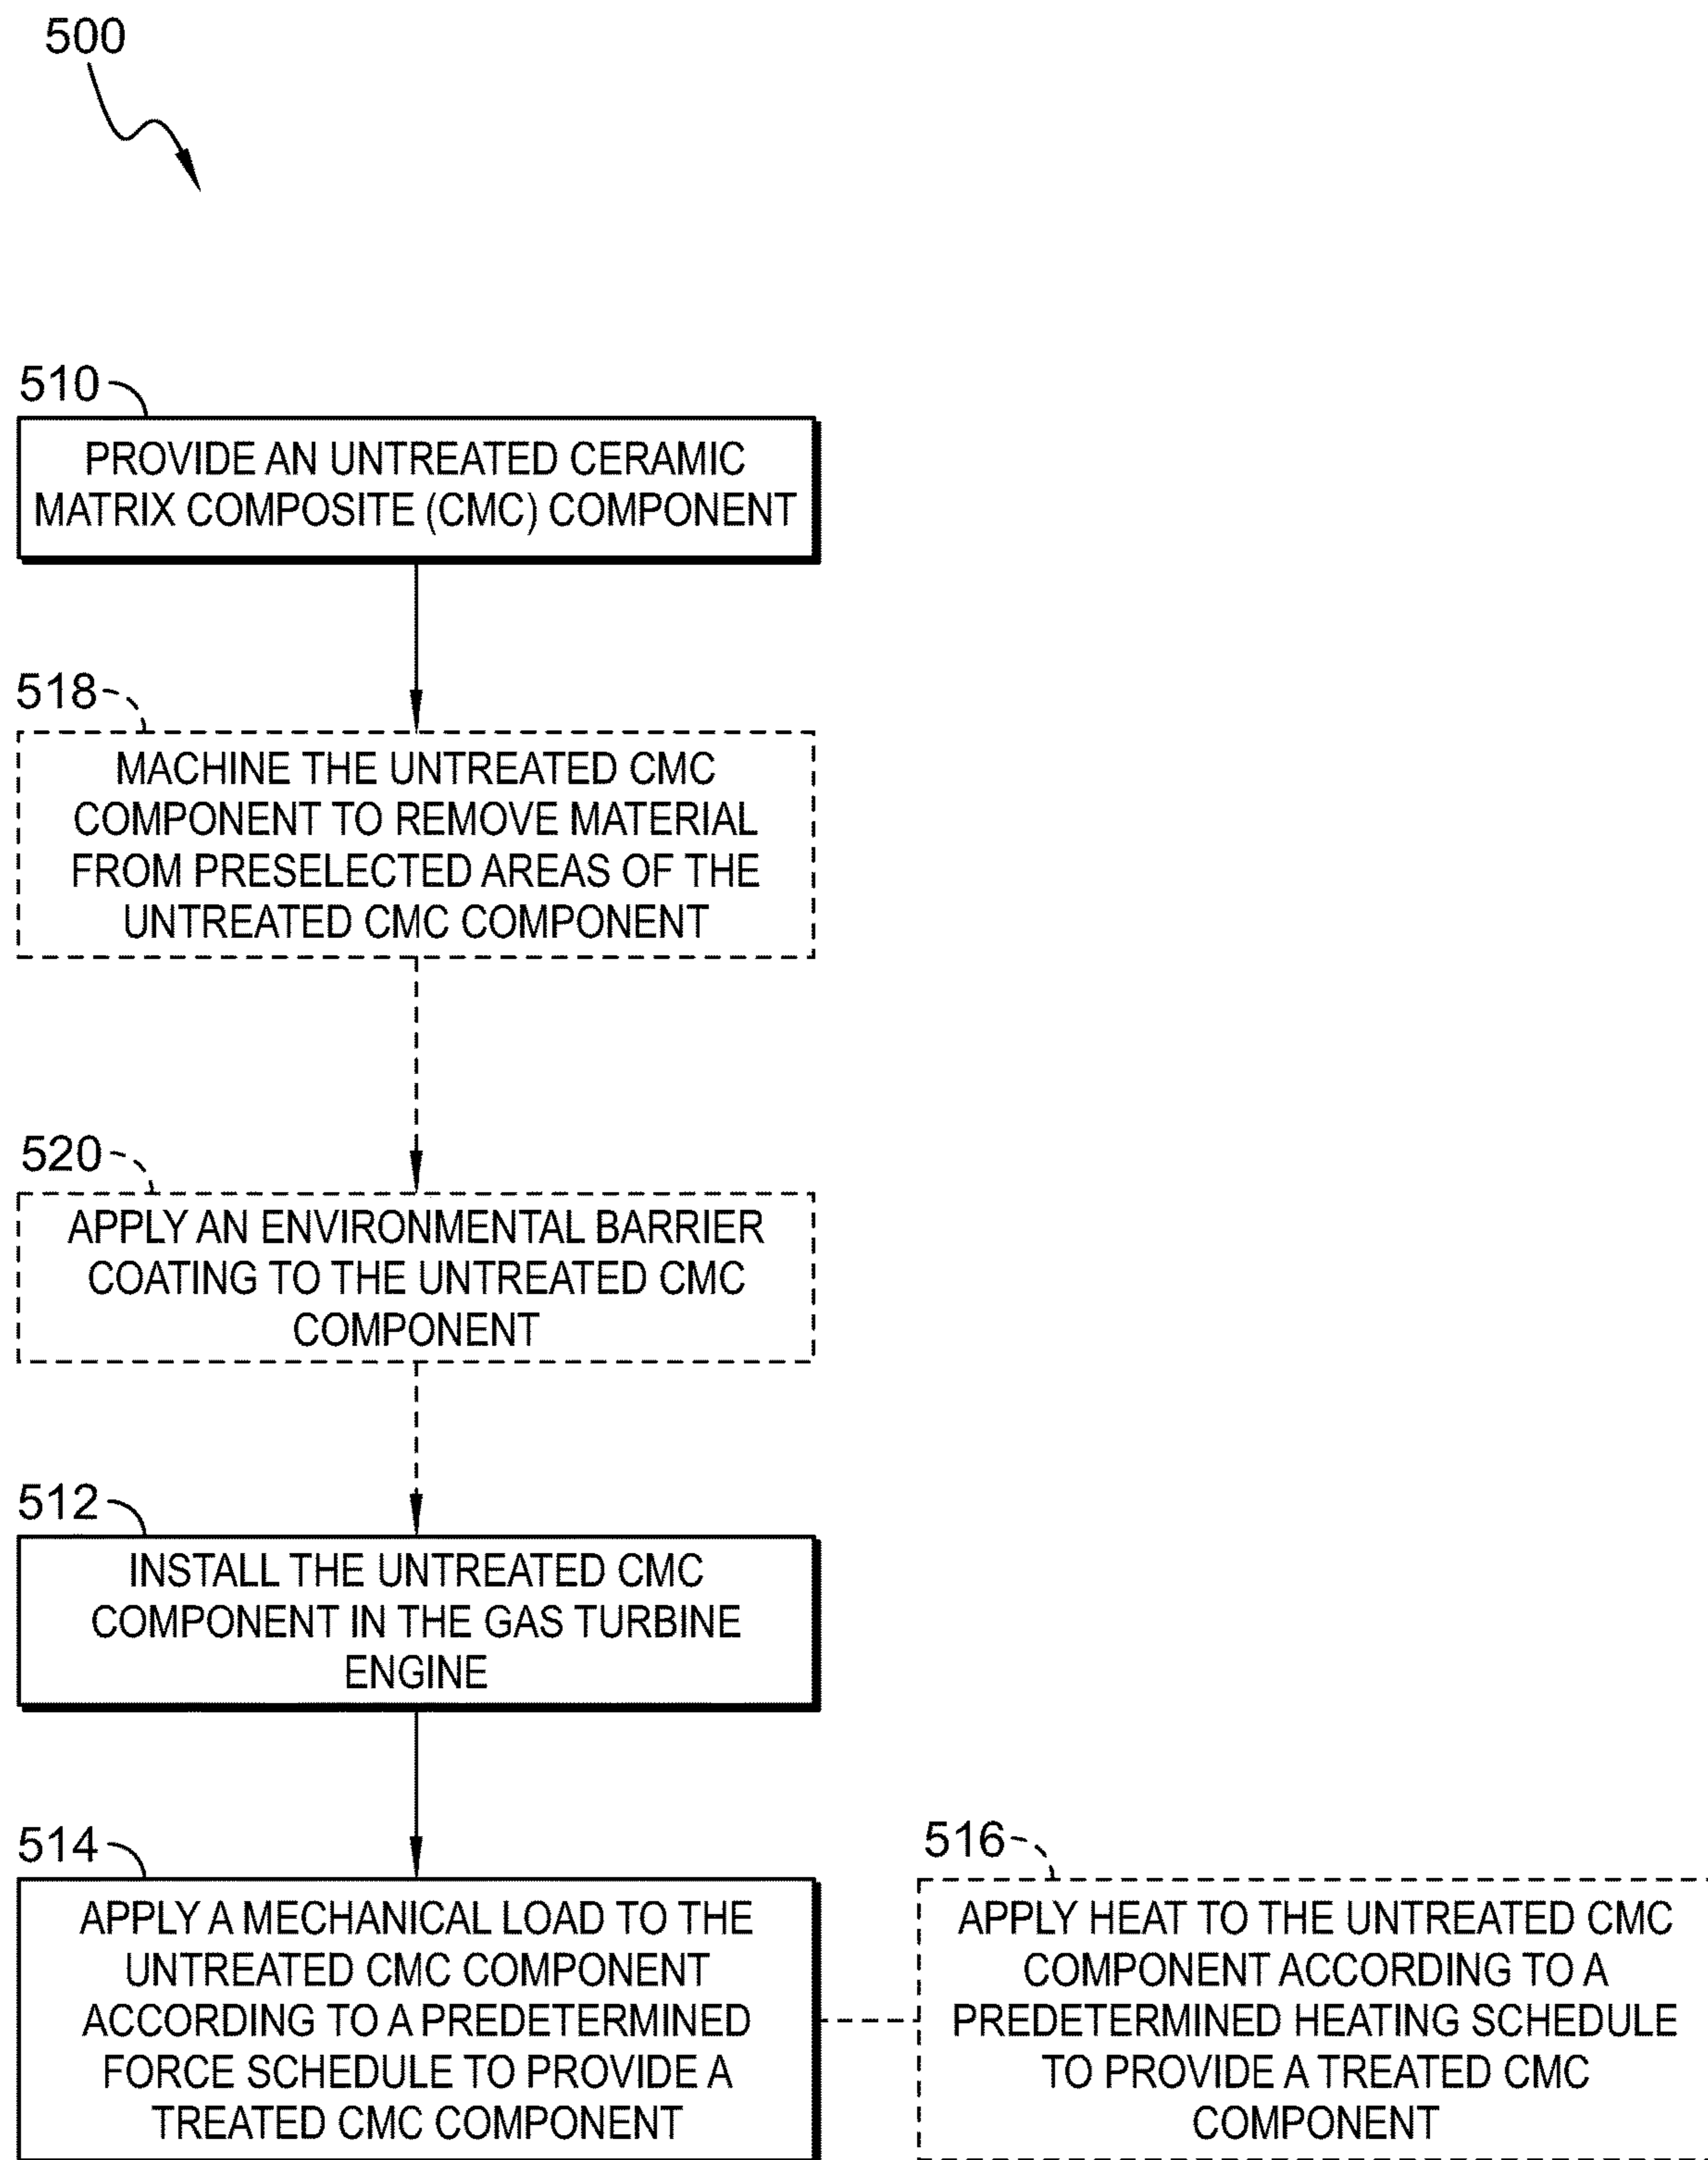 500
510
PROVIDE AN UNTREATED CERAMIC
MATRIX COMPOSITE (CMC) COMPONENT
518
MACHINE THE UNTREATED CMC
COMPONENT TO REMOVE MATERIAL
FROM PRESELECTED AREAS OF THE
UNTREATED CMC COMPONENT
520
APPLY AN ENVIRONMENTAL BARRIER
COATING TO THE UNTREATED CMC
COMPONENT
512
INSTALL THE UNTREATED CMC
COMPONENT IN THE GAS TURBINE
ENGINE
514
APPLY A MECHANICAL LOAD TO THE
UNTREATED CMC COMPONENT
ACCORDING TO A PREDETERMINED
FORCE SCHEDULE TO PROVIDE A
TREATED CMC COMPONENT
516
APPLY HEAT TO THE UNTREATED CMC
COMPONENT ACCORDING TO A
PREDETERMINED HEATING SCHEDULE
TO PROVIDE A TREATED CMC
COMPONENT